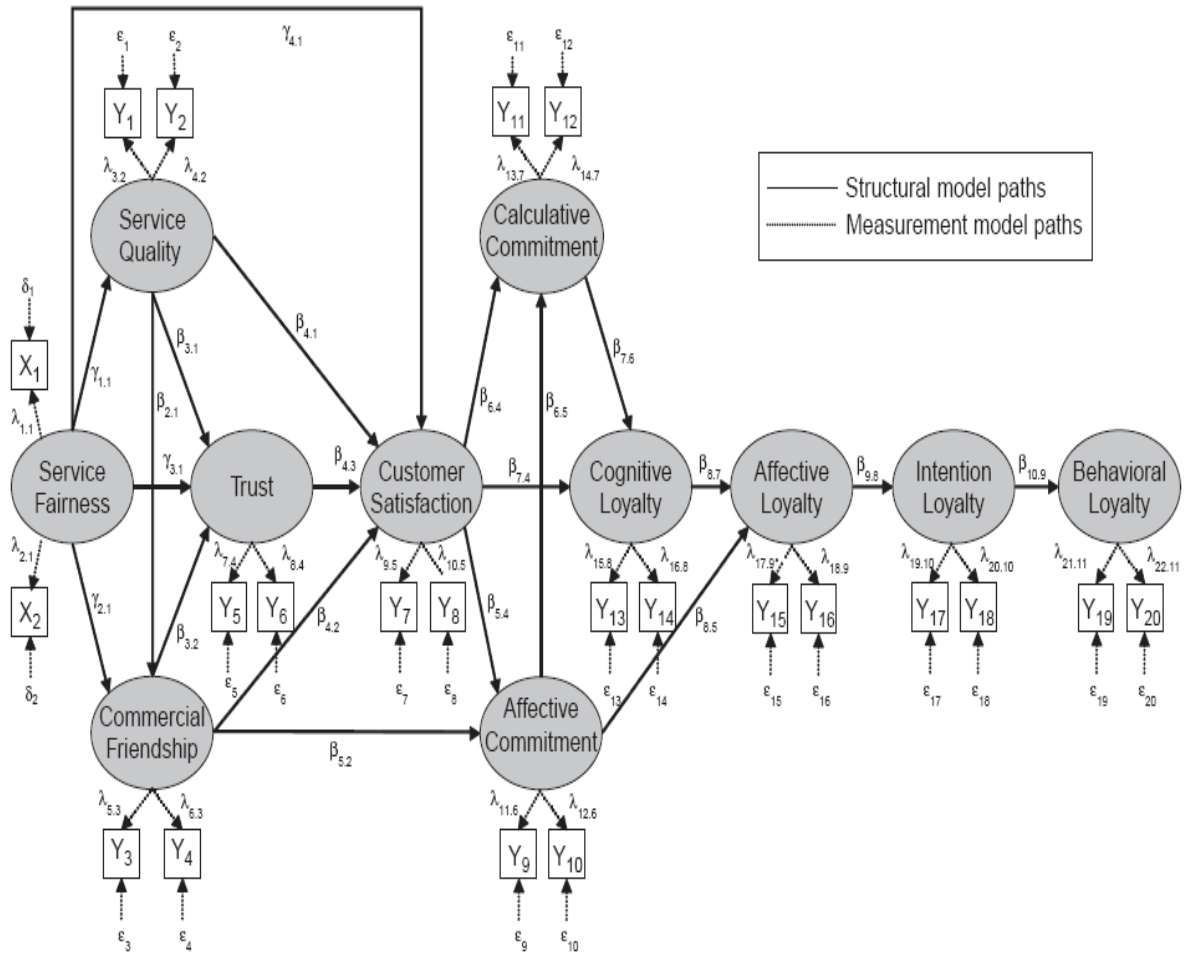 γ4.1
ε1 ε2 ε11 ε12
Y1 Y2 Y11 Y12
λ3.2 λ4.2 λ13.7 λ14.7
Structural model paths
Measurement model paths
Service
Quality
Calculative
Commitment
δ1
X1
λ1.1
γ1.1
β3.1
β2.1
β4.1
β6.4
β6.5
β7.6
Service
Fairness
γ3.1
Trust
β4.3
Customer
Satisfaction
β7.4
Cognitive
Loyalty
β8.7
Affective
Loyalty
β9.8
Intention
Loyalty
β10.9
Behavioral
Loyalty
λ2.1
X2
δ2
γ2.1
β3.2
λ7.4 λ8.4 λ9.5 λ10.5 λ15.8 λ16.8 λ17.9* λ18.9 λ19.10 λ20.10 λ21.11 λ22.11
Y5 Y6 Y7 Y8 Y13 Y14 Y15 Y16 Y17 Y18 Y19 Y20
β4.2
β5.4
β8.5
ε5 ε6 ε7 ε8 ε13 ε14 ε15 ε16 ε17 ε18 ε19 ε20
Commercial
Friendship
β5.2
Affective
Commitment
λ5.3 λ6.3 λ11.6 λ12.6
Y3 Y4 Y9 Y10
ε3 ε4 ε9 ε10